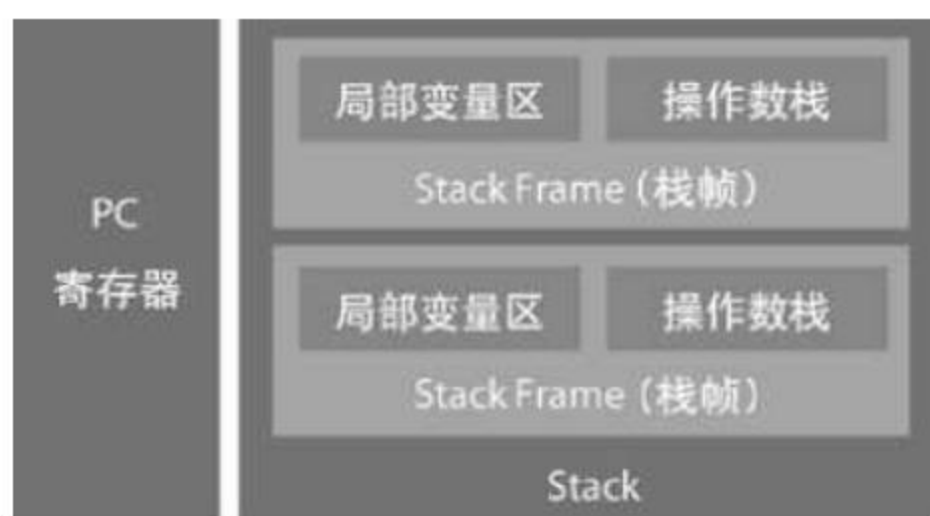 PC
寄存器
局部变量区
操作数栈
Stack Frame (栈帧)
局部变量区
操作数栈
Stack Frame (栈帧)
Stack